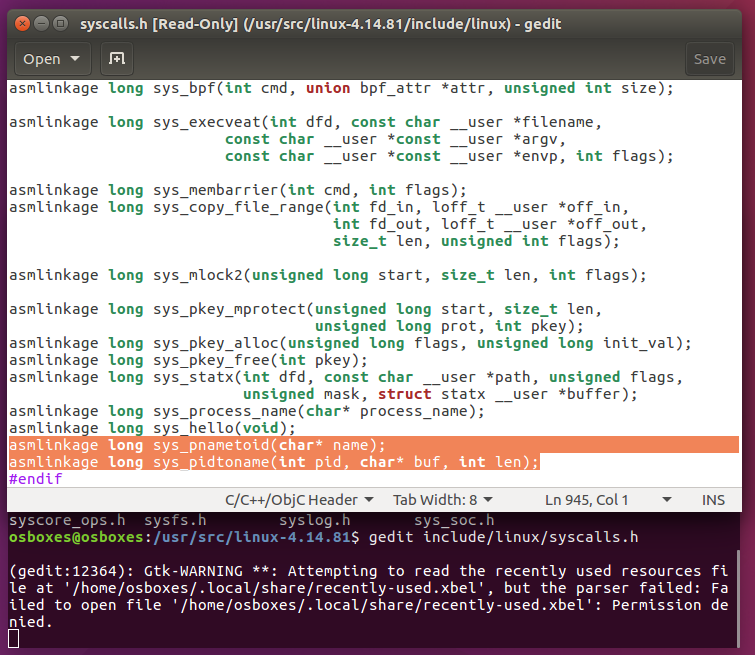 syscalls.h [Read-Only] (/usr/src/linux-4.14.81/include/linux) - gedit
Open Save
asmlinkage long sys_bpf(int cmd, union bpf_attr *attr, unsigned int size);
asmlinkage long sys_execveat(int dfd, const char __user *filename,
const char __user *const __user *argv,
const char __user *const __user *envp, int flags);
asmlinkage long sys_membarrier(int cmd, int flags);
asmlinkage long sys_copy_file_range(int fd_in, loff_t __user *off_in,
int fd_out, loff_t __user *off_out,
size_t len, unsigned int flags);
asmlinkage long sys_mlock2(unsigned long start, size_t len, int flags);
asmlinkage long sys_pkey_mprotect(unsigned long start, size_t len,
unsigned long prot, int pkey);
asmlinkage long sys_pkey_alloc(unsigned long flags, unsigned long init_val);
asmlinkage long sys_pkey_free(int pkey);
asmlinkage long sys_statx(int dfd, const char __user *path, unsigned flags,
unsigned mask, struct statx __user *buffer);
asmlinkage long sys_process_name(char* process_name);
asmlinkage long sys_hello(void);
asmlinkage long sys_pnametoid(char* name);
asmlinkage long sys_pidtoname(int pid, char* buf, int len);
#endif
C/C++/ObjC Header Tab Width: 8 Ln 945, Col 1 INS
syscore_ops.h sysfs.h syslog.h sys_soc.h
osboxes@osboxes:/usr/src/linux-4.14.81$ gedit include/linux/syscalls.h
(gedit:12364): Gtk-WARNING **: Attempting to read the recently used resources fi
le at '/home/osboxes/.local/share/recently-used.xbel', but the parser failed: Fa
iled to open file '/home/osboxes/.local/share/recently-used.xbel': Permission de
nied.